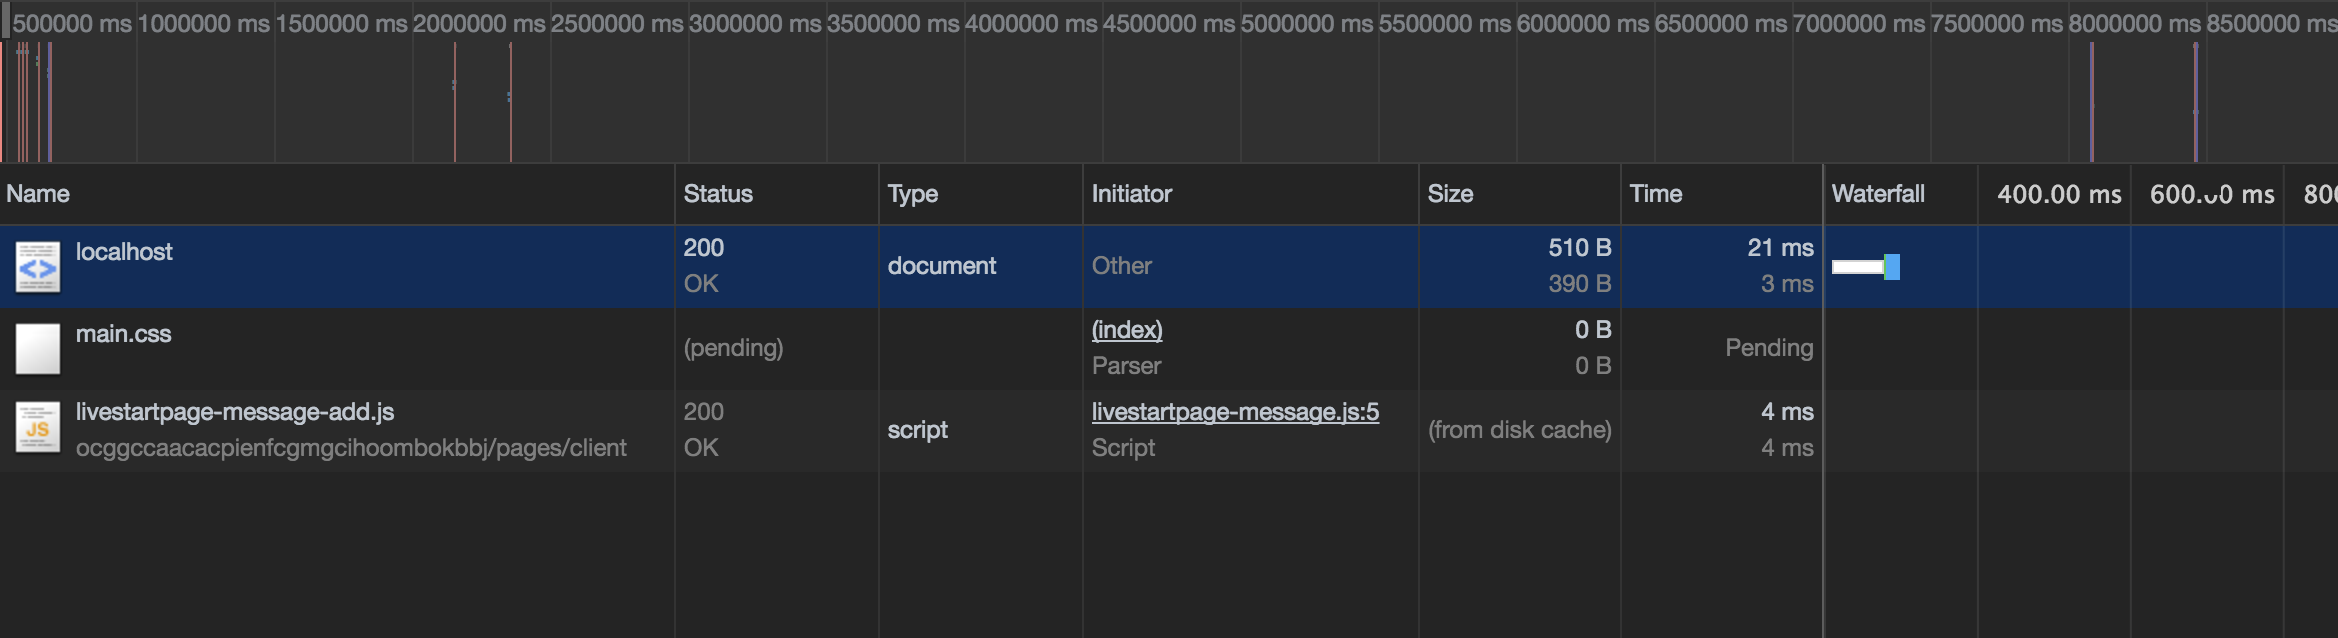 500000 ms 1000000 ms 1500000 ms 2000000 ms 2500000 ms 3000000 ms 3500000 ms 4000000 ms 4500000 ms 5000000 ms 5500000 ms 6000000 ms 6500000 ms 7000000 ms 7500000 ms 8000000 ms 8500000 ms
Name Status Type Initiator Size Time Waterfall 400.00 ms 600.00 ms 800
localhost 200 OK document Other 510 B 390 B 21 ms 3 ms
main.css (pending) (index) Parser 0 B 0 B Pending
livestartpage-message-add.js 200 script livestartpage-message.js:5 (from disk cache) 4 ms
ocggccaacacpienfcgmgcihoombokbbj/pages/client OK Script 4 ms